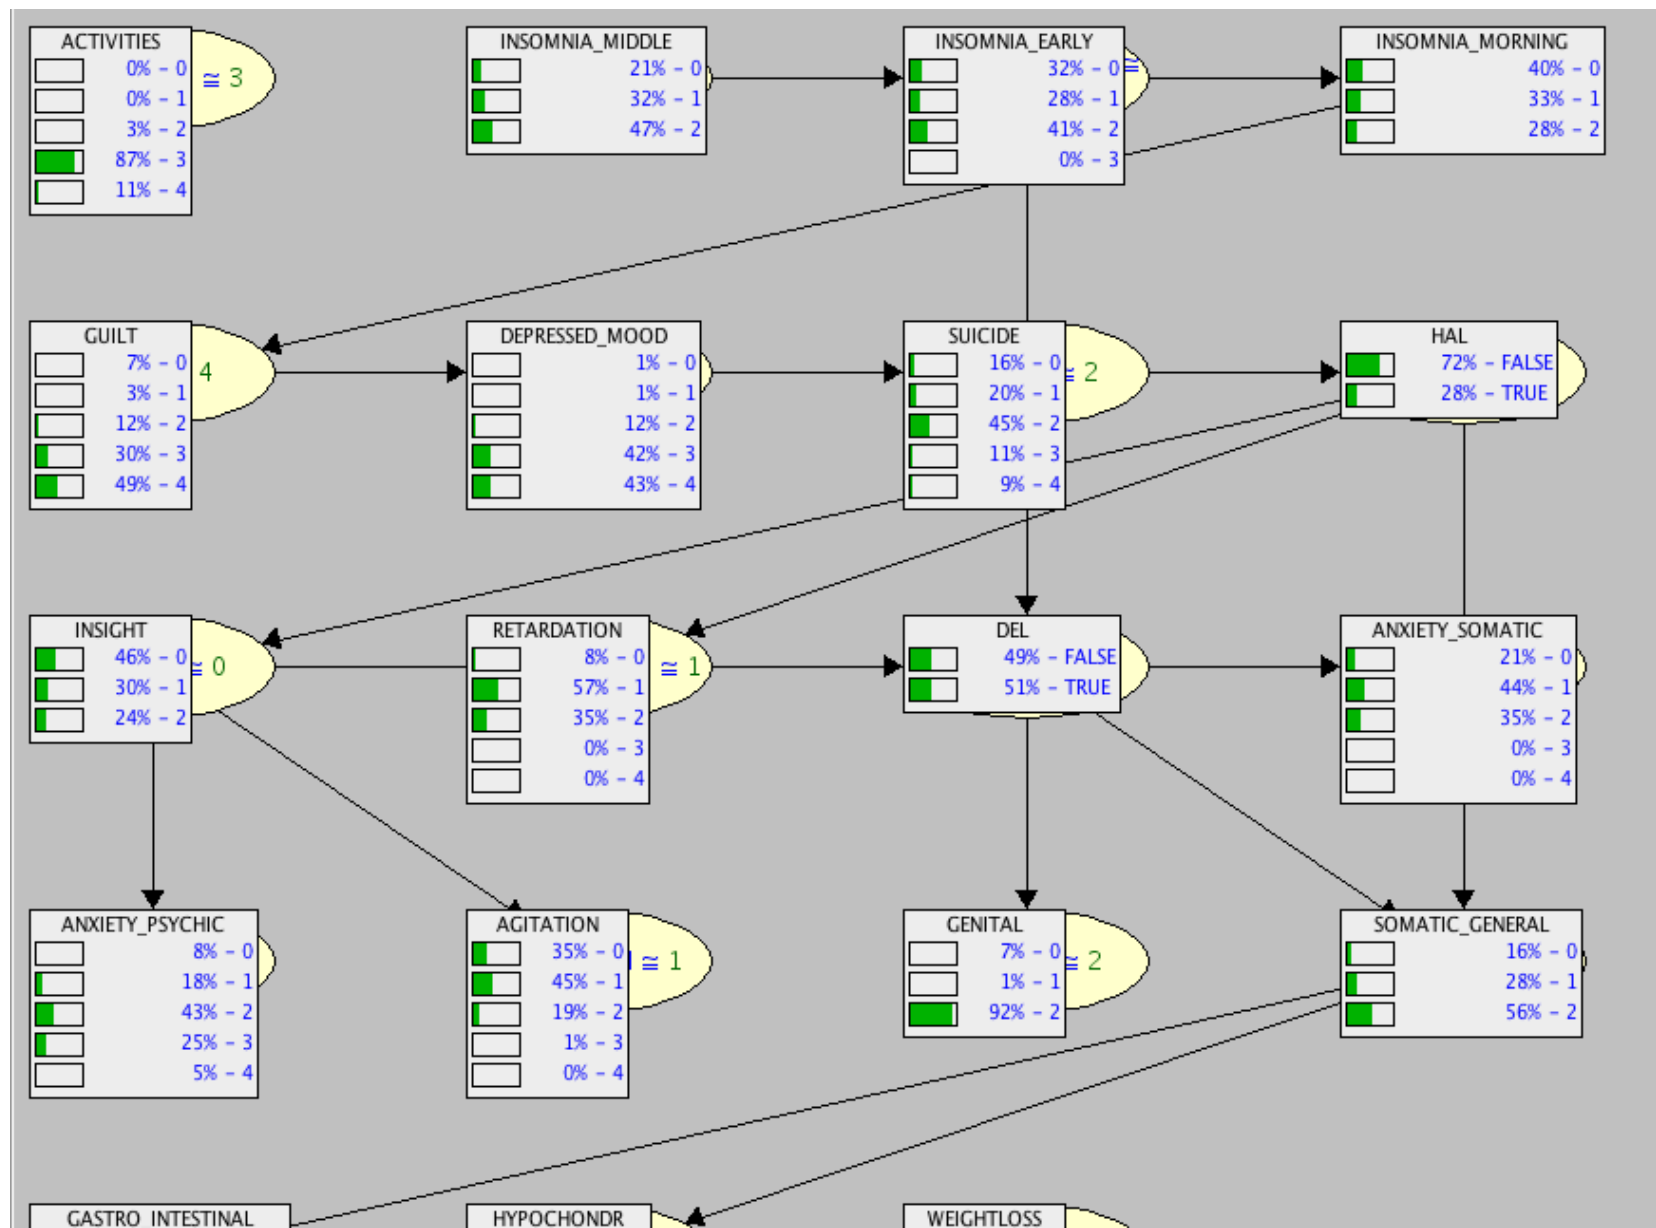 ACTIVITIES
0% - 0
0% - 1
3% - 2
87% - 3
11% - 4
≅ 3
INSOMNIA_MIDDLE
21% - 0
32% - 1
47% - 2
INSOMNIA_EARLY
32% - 0
28% - 1
41% - 2
0% - 3
≅
INSOMNIA_MORNING
40% - 0
33% - 1
28% - 2
GUILT
7% - 0
3% - 1
12% - 2
30% - 3
49% - 4
4
DEPRESSED_MOOD
1% - 0
1% - 1
12% - 2
42% - 3
43% - 4
SUICIDE
16% - 0
20% - 1
45% - 2
11% - 3
9% - 4
≅ 2
HAL
72% - FALSE
28% - TRUE
INSIGHT
46% - 0
30% - 1
24% - 2
≅ 0
RETARDATION
8% - 0
57% - 1
35% - 2
0% - 3
0% - 4
≅ 1
DEL
49% - FALSE
51% - TRUE
ANXIETY_SOMATIC
21% - 0
44% - 1
35% - 2
0% - 3
0% - 4
ANXIETY_PSYCHIC
8% - 0
18% - 1
43% - 2
25% - 3
5% - 4
AGITATION
35% - 0
45% - 1
19% - 2
1% - 3
0% - 4
≅ 1
GENITAL
7% - 0
1% - 1
92% - 2
≅ 2
SOMATIC_GENERAL
16% - 0
28% - 1
56% - 2
GASTRO_INTESTINAL
HYPOCHONDR
WEIGHTLOSS